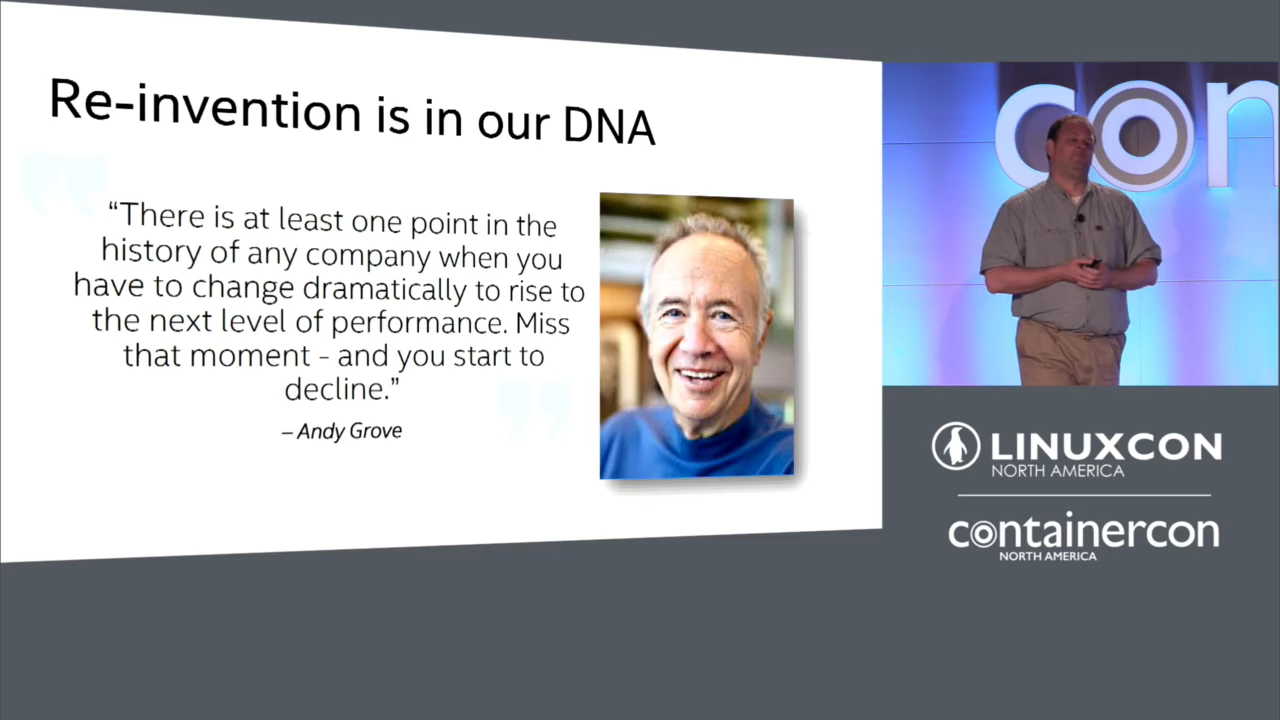 Re-invention is in our DNA
“There is at least one point in the
history of any company when you
have to change dramatically to rise to
the next level of performance. Miss
that moment - and you start to
decline.”
– Andy Grove
con
LINUXCON
NORTH AMERICA
containercon
NORTH AMERICA